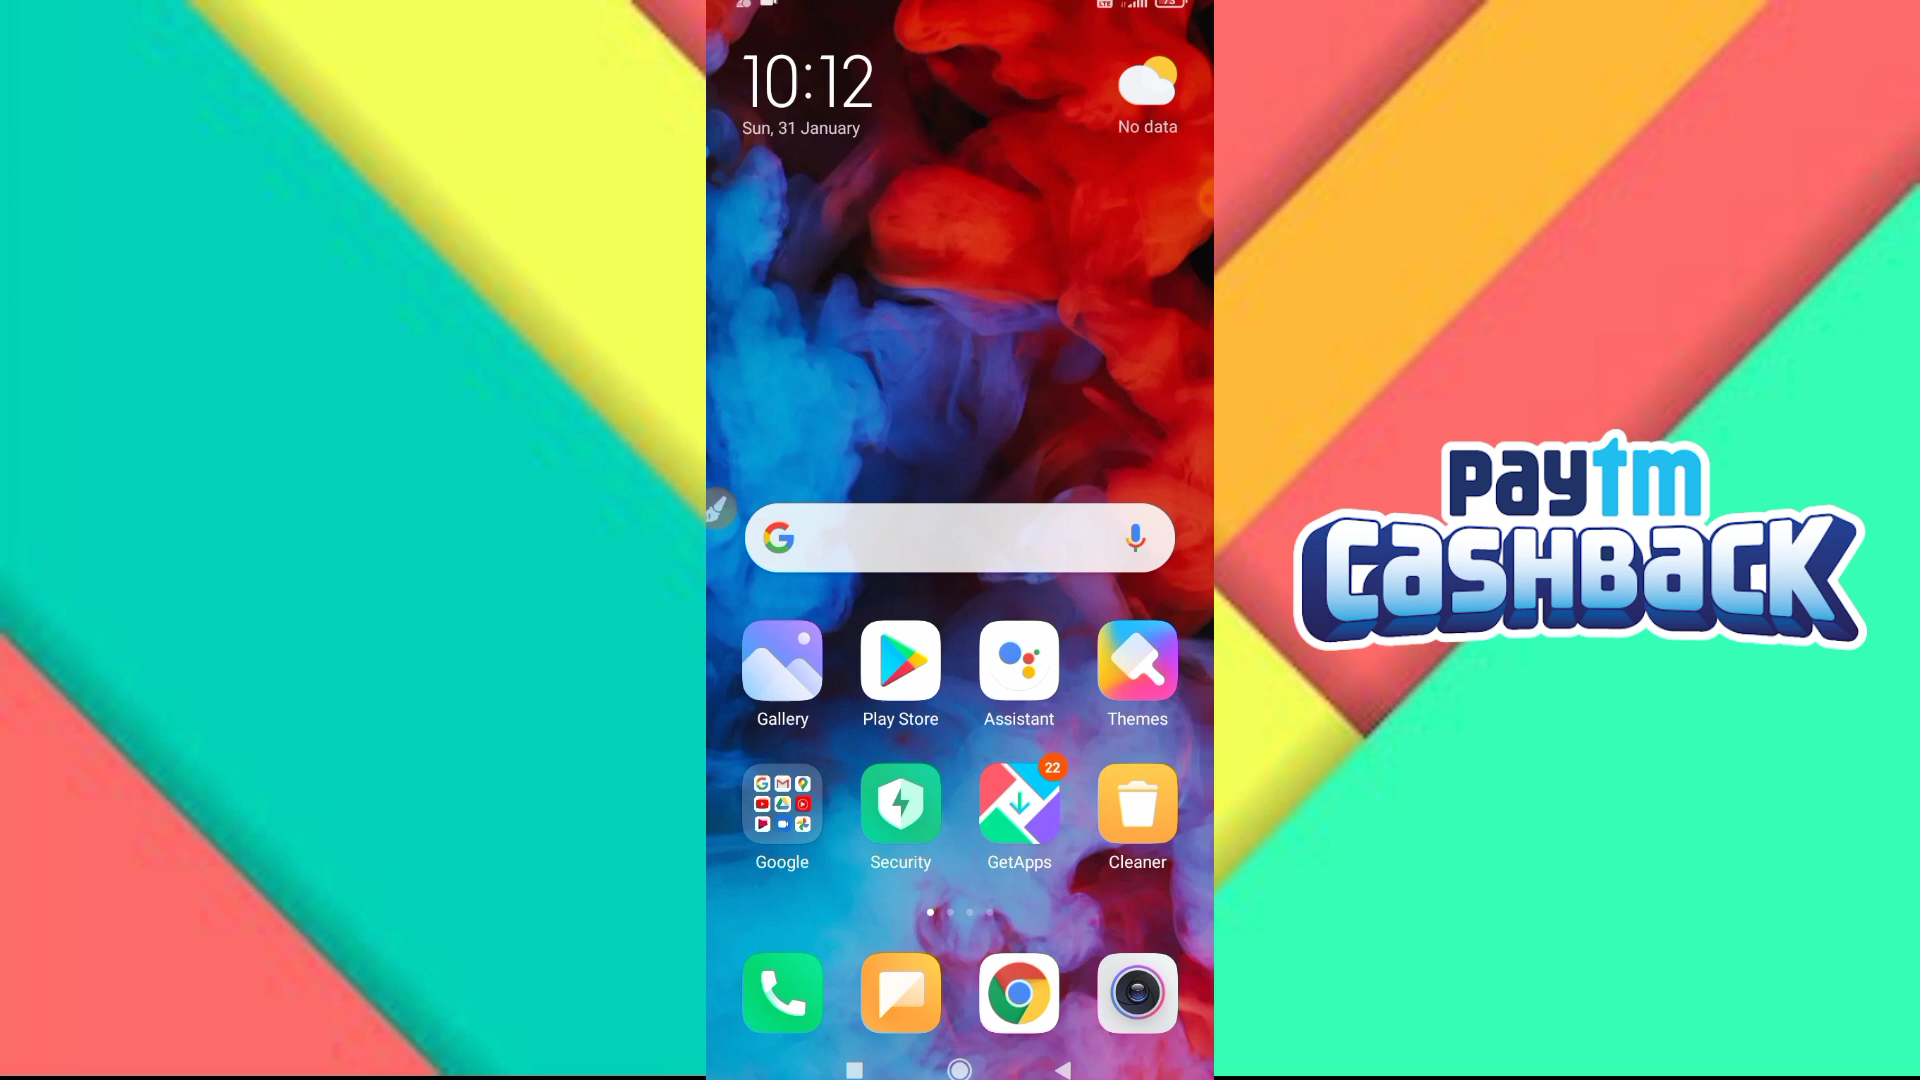 10:12
Sun, 31 January
No data
Gallery
Play Store
Assistant
Themes
22
Google
Security
GetApps
Cleaner
paytm
CASHBACK